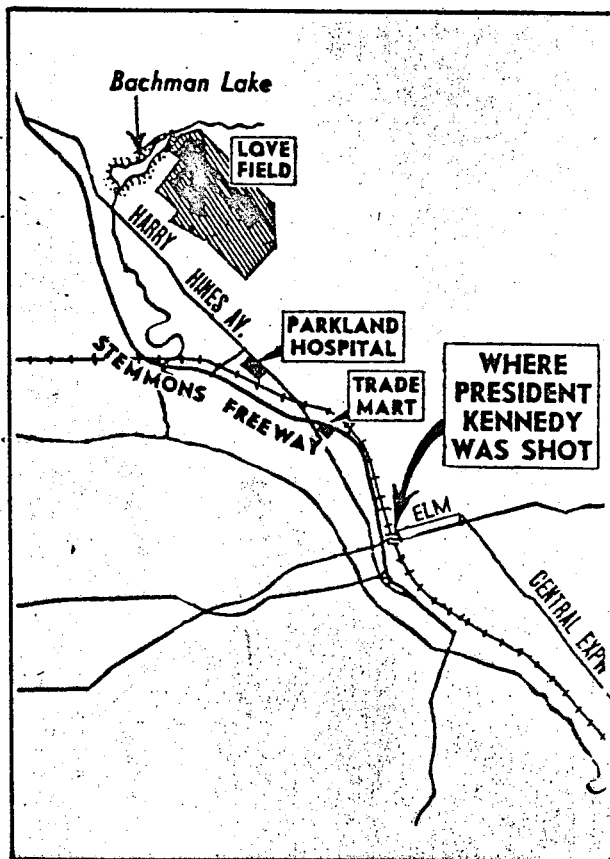 Bachman Lake
LOVE
FIELD
HARRY
HINES AV.
PARKLAND
HOSPITAL
STEMMONS FREEWAY
TRADE
MART
WHERE
PRESIDENT
KENNEDY
WAS SHOT
ELM
CENTRAL EXPW.